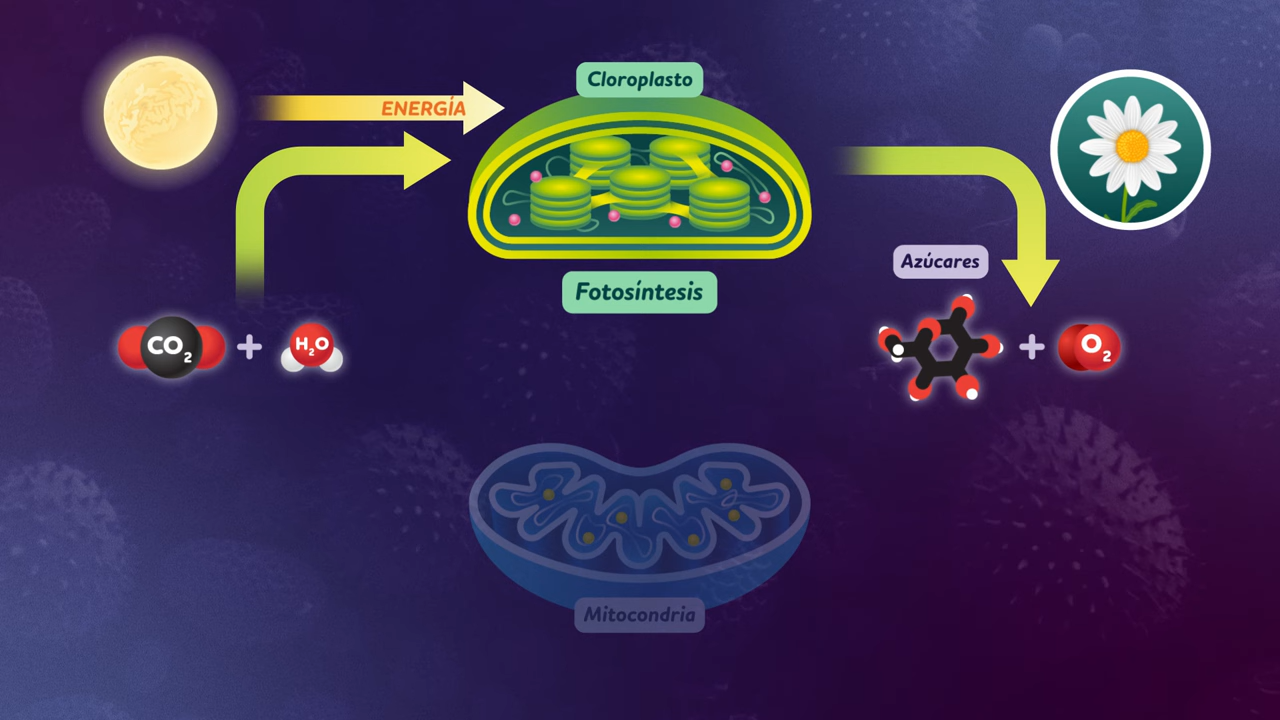 Cloroplasto
ENERGÍA
Fotosíntesis
Azúcares
CO2
+
H2O
+
O2
Mitocondria